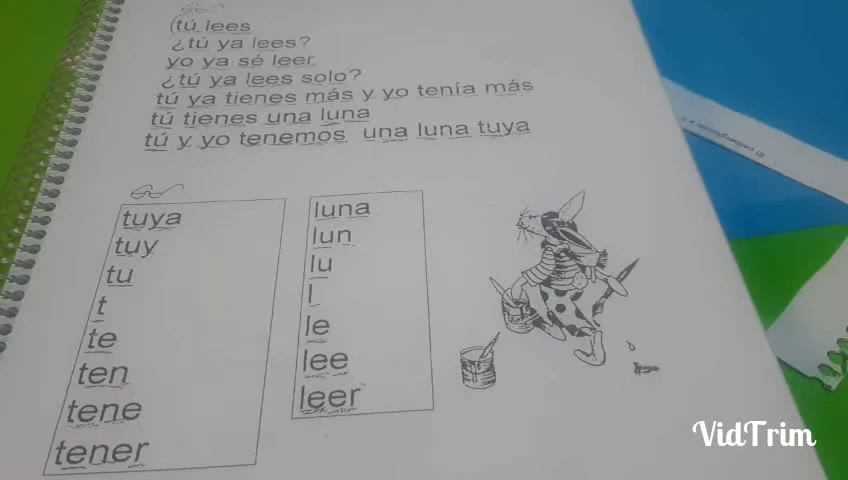 tú lees
¿tú ya lees?
yo ya sé leer
¿tú ya lees solo?
tú ya tienes más y yo tenía más
tú tienes una luna
tú y yo tenemos una luna tuya
tuya
tuy
tu
t
te
ten
tene
tener
luna
lun
lu
l
le
lee
leer
VidTrim